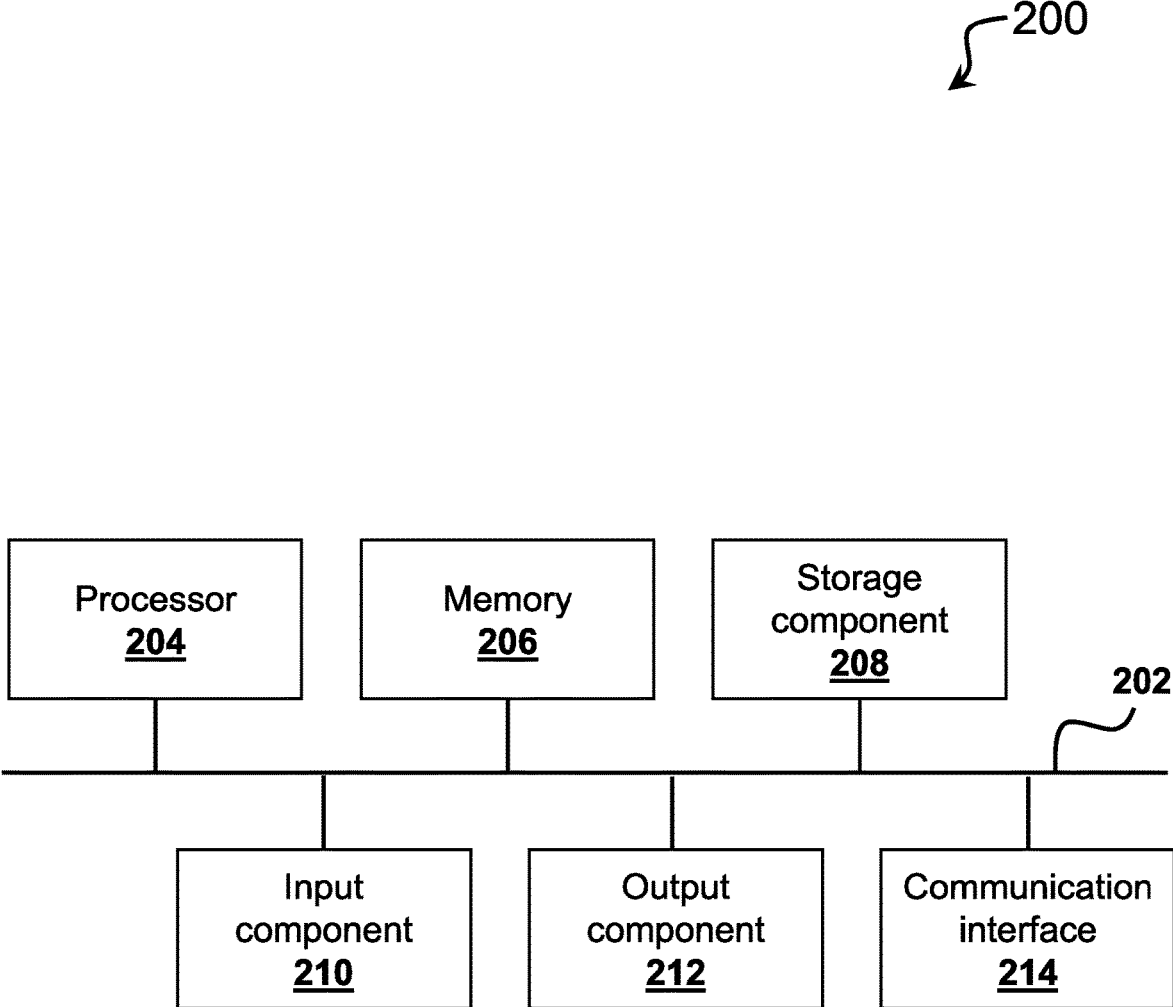 200
Processor
204
Memory
206
Storage
component
208
202
Input
component
210
Output
component
212
Communication
interface
214